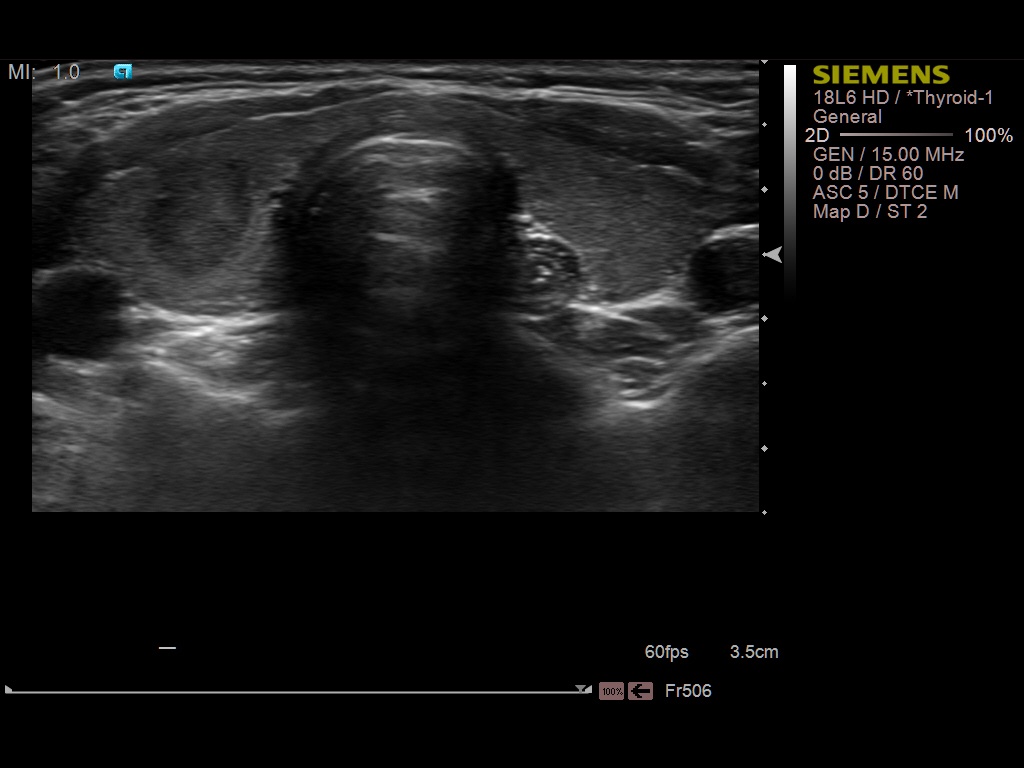 MI: 1.0
SIEMENS
18L6 HD / *Thyroid-1
General
2D 100%
GEN / 15.00 MHz
0 dB / DR 60
ASC 5 / DTCE M
Map D / ST 2
60fps 3.5cm
100% Fr506